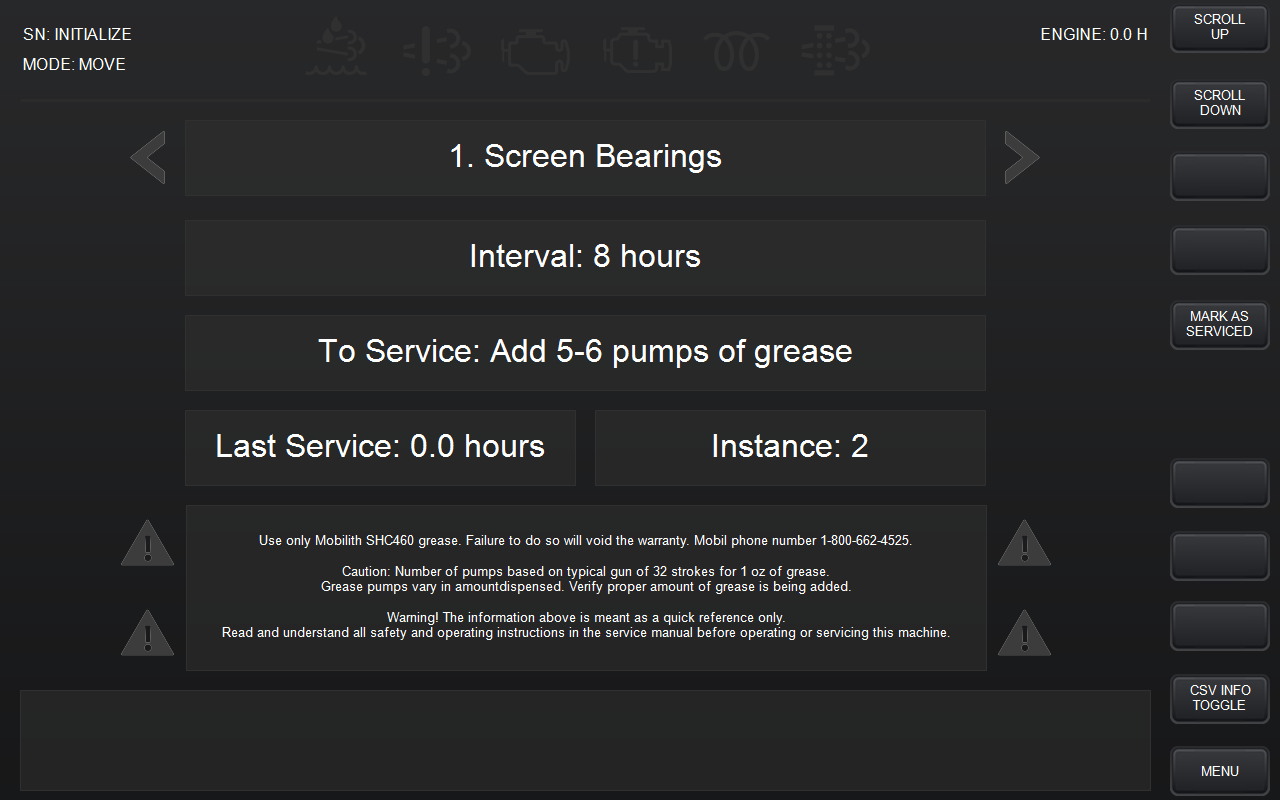 SN: INITIALIZE
MODE: MOVE
ENGINE: 0.0 H
SCROLL
UP
SCROLL
DOWN
1. Screen Bearings
Interval: 8 hours
MARK AS
SERVICED
To Service: Add 5-6 pumps of grease
Last Service: 0.0 hours
Instance: 2
Use only Mobilith SHC460 grease. Failure to do so will void the warranty. Mobil phone number 1-800-662-4525.
Caution: Number of pumps based on typical gun of 32 strokes for 1 oz of grease.
Grease pumps vary in amountdispensed. Verify proper amount of grease is being added.
Warning! The information above is meant as a quick reference only.
Read and understand all safety and operating instructions in the service manual before operating or servicing this machine.
CSV INFO
TOGGLE
MENU